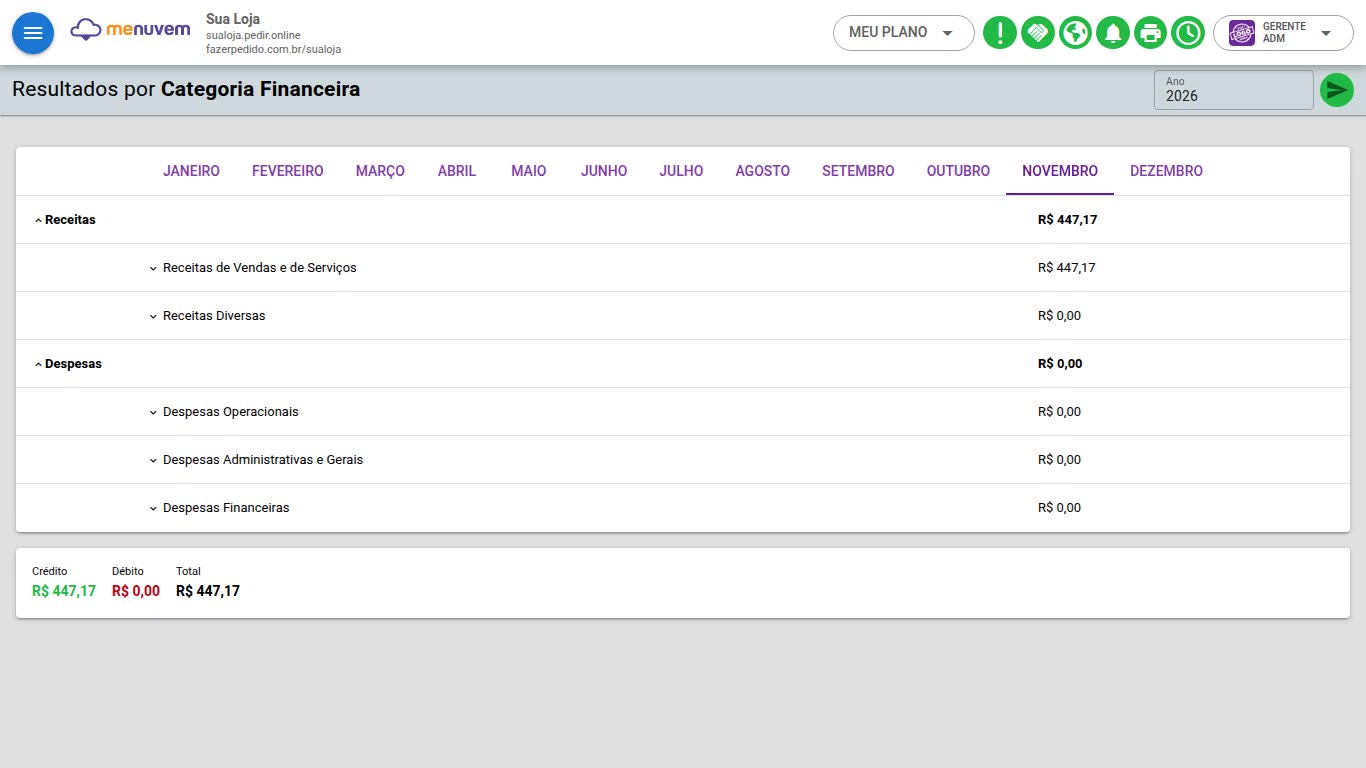 menuvem
Sua Loja
sualoja.pedir.online
fazerpedido.com.br/sualoja
MEU PLANO
GERENTE
ADM
Resultados por Categoria Financeira
Ano
2026
JANEIRO FEVEREIRO MARÇO ABRIL MAIO JUNHO JULHO AGOSTO SETEMBRO OUTUBRO NOVEMBRO DEZEMBRO
Receitas R$ 447,17
Receitas de Vendas e de Serviços R$ 447,17
Receitas Diversas R$ 0,00
Despesas R$ 0,00
Despesas Operacionais R$ 0,00
Despesas Administrativas e Gerais R$ 0,00
Despesas Financeiras R$ 0,00
Crédito Débito Total
R$ 447,17 R$ 0,00 R$ 447,17